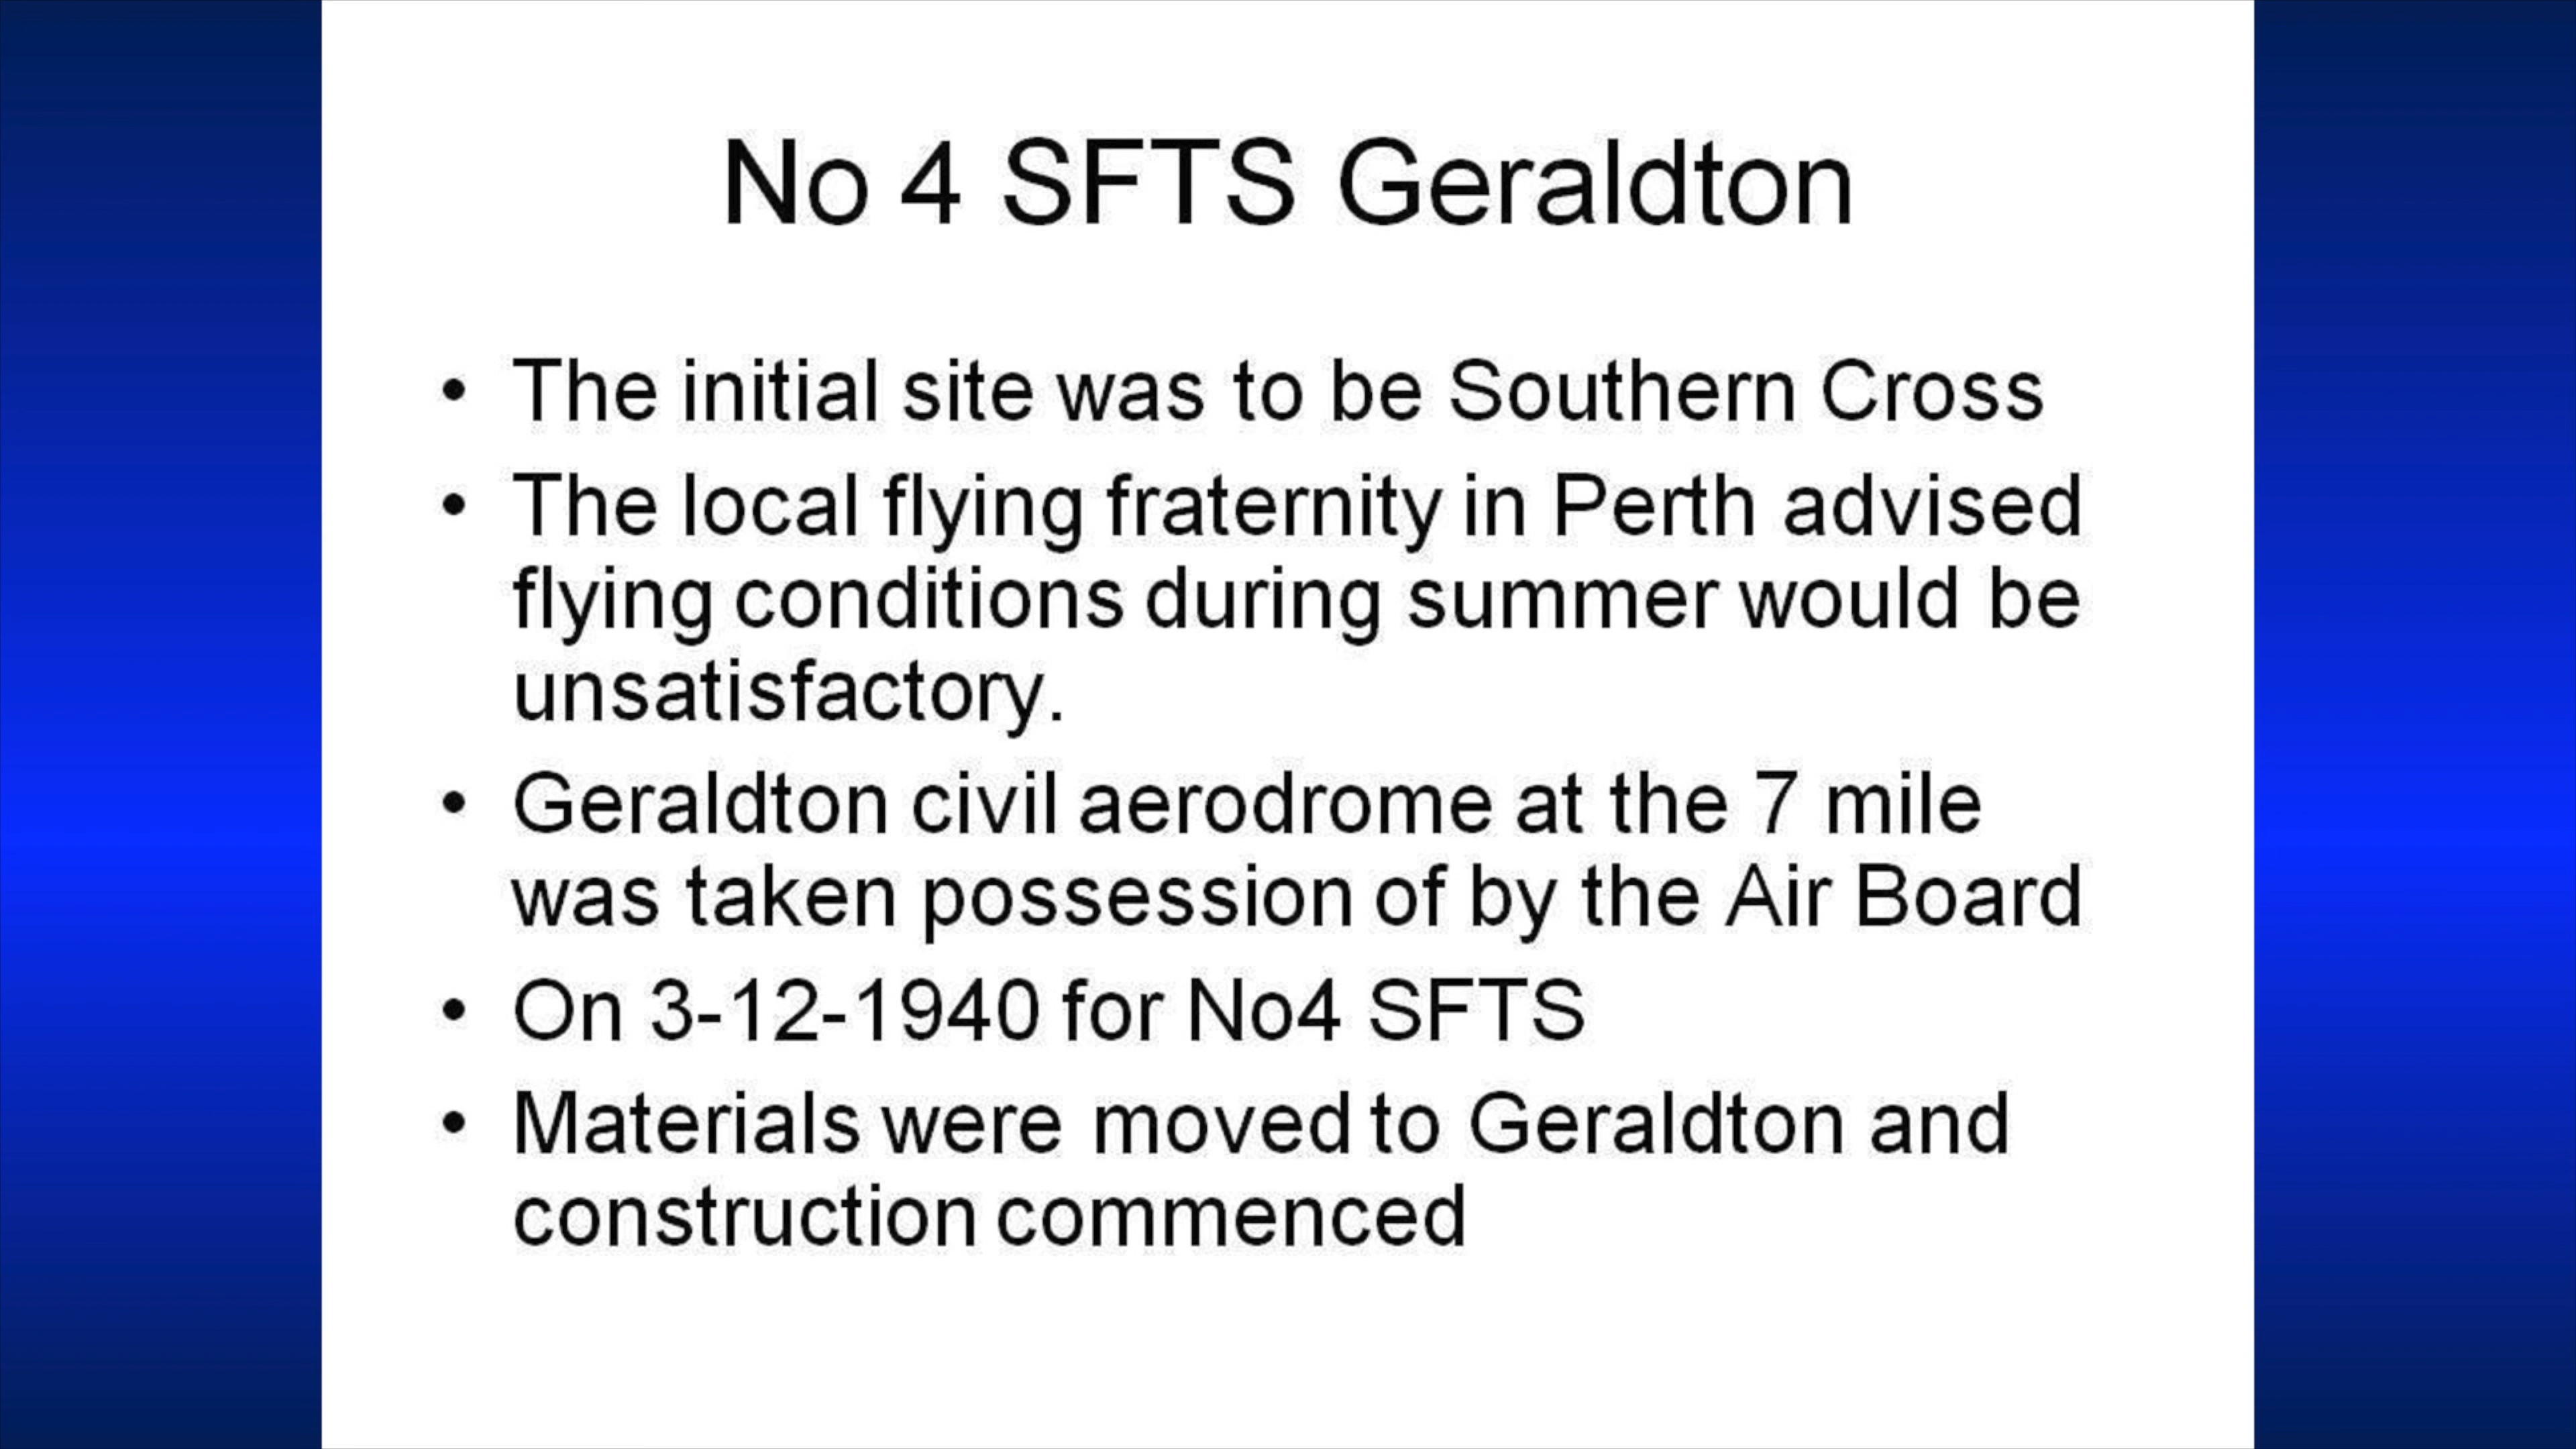 No 4 SFTS Geraldton
• The initial site was to be Southern Cross
• The local flying fraternity in Perth advised
flying conditions during summer would be
unsatisfactory.
• Geraldton civil aerodrome at the 7 mile
was taken possession of by the Air Board
• On 3-12-1940 for No4 SFTS
• Materials were moved to Geraldton and
construction commenced